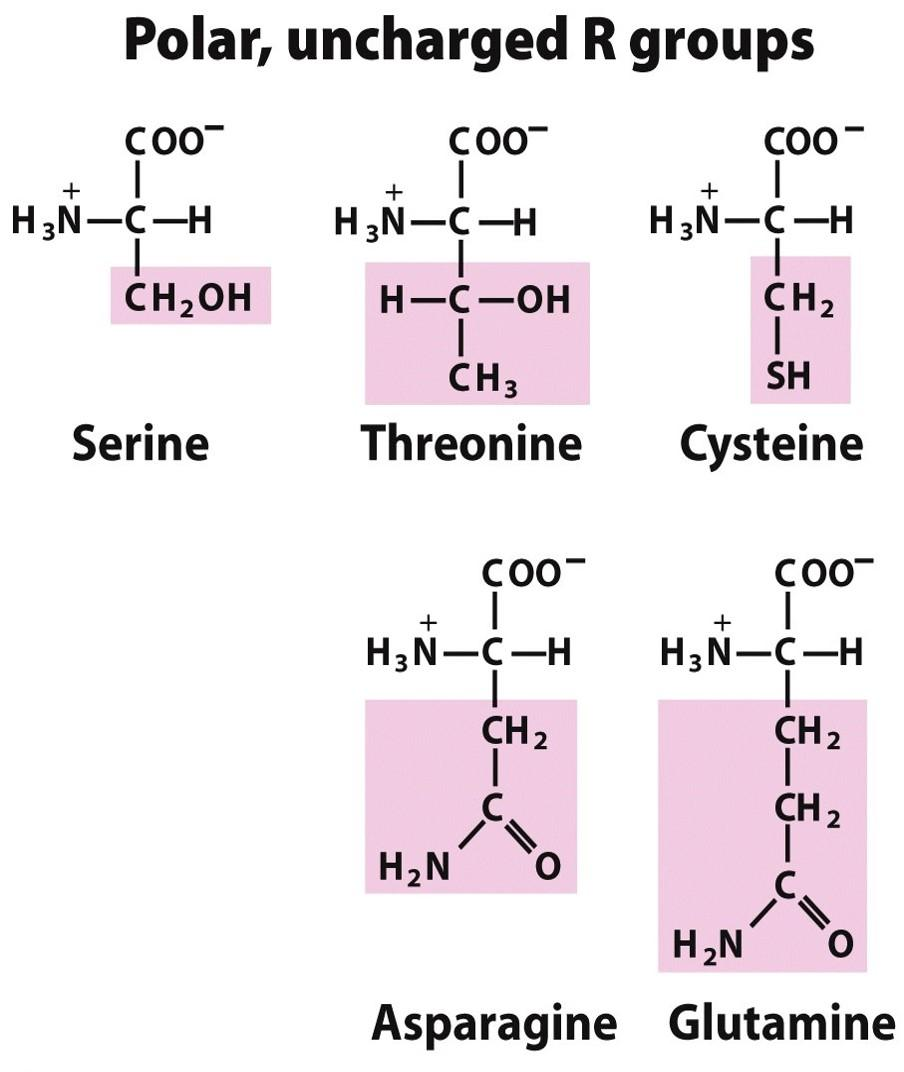 Polar, uncharged R groups
COO⁻ COO⁻ COO⁻
+ + +
H₃N—C—H H₃N—C—H H₃N—C—H
CH₂OH H—C—OH CH₂
CH₃ SH
Serine Threonine Cysteine
COO⁻ COO⁻
+ +
H₃N—C—H H₃N—C—H
CH₂ CH₂
C CH₂
H₂N O
C
H₂N O
Asparagine Glutamine